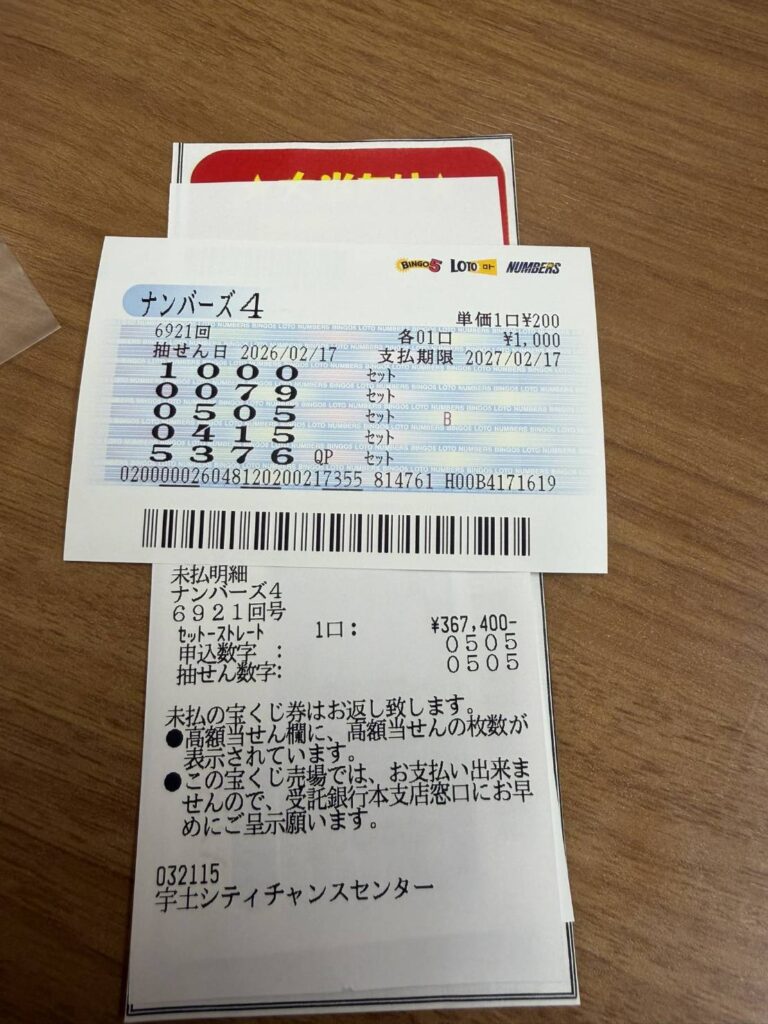 BINGO5 LOTO ロト NUMBERS
ナンバーズ4
単価1口¥200
6921回 各01口 ¥1,000
抽せん日 2026/02/17 支払期限 2027/02/17
1000 セット
0079 セット
0505 セット B
0415 セット
5376 QP セット
02000002604812020021​7355 814761 H00B4171619
未払明細
ナンバーズ4
6921回号
セットーストレート 1口: ¥367,400-
申込数字 : 0505
抽せん数字: 0505
未払の宝くじ券はお返し致します。
●高額当せん欄に、高額当せんの枚数が
表示されています。
●この宝くじ売場では、お支払い出来ま
せんので、受託銀行本支店窓口にお早
めにご呈示願います。
032115
宇土シティチャンスセンター